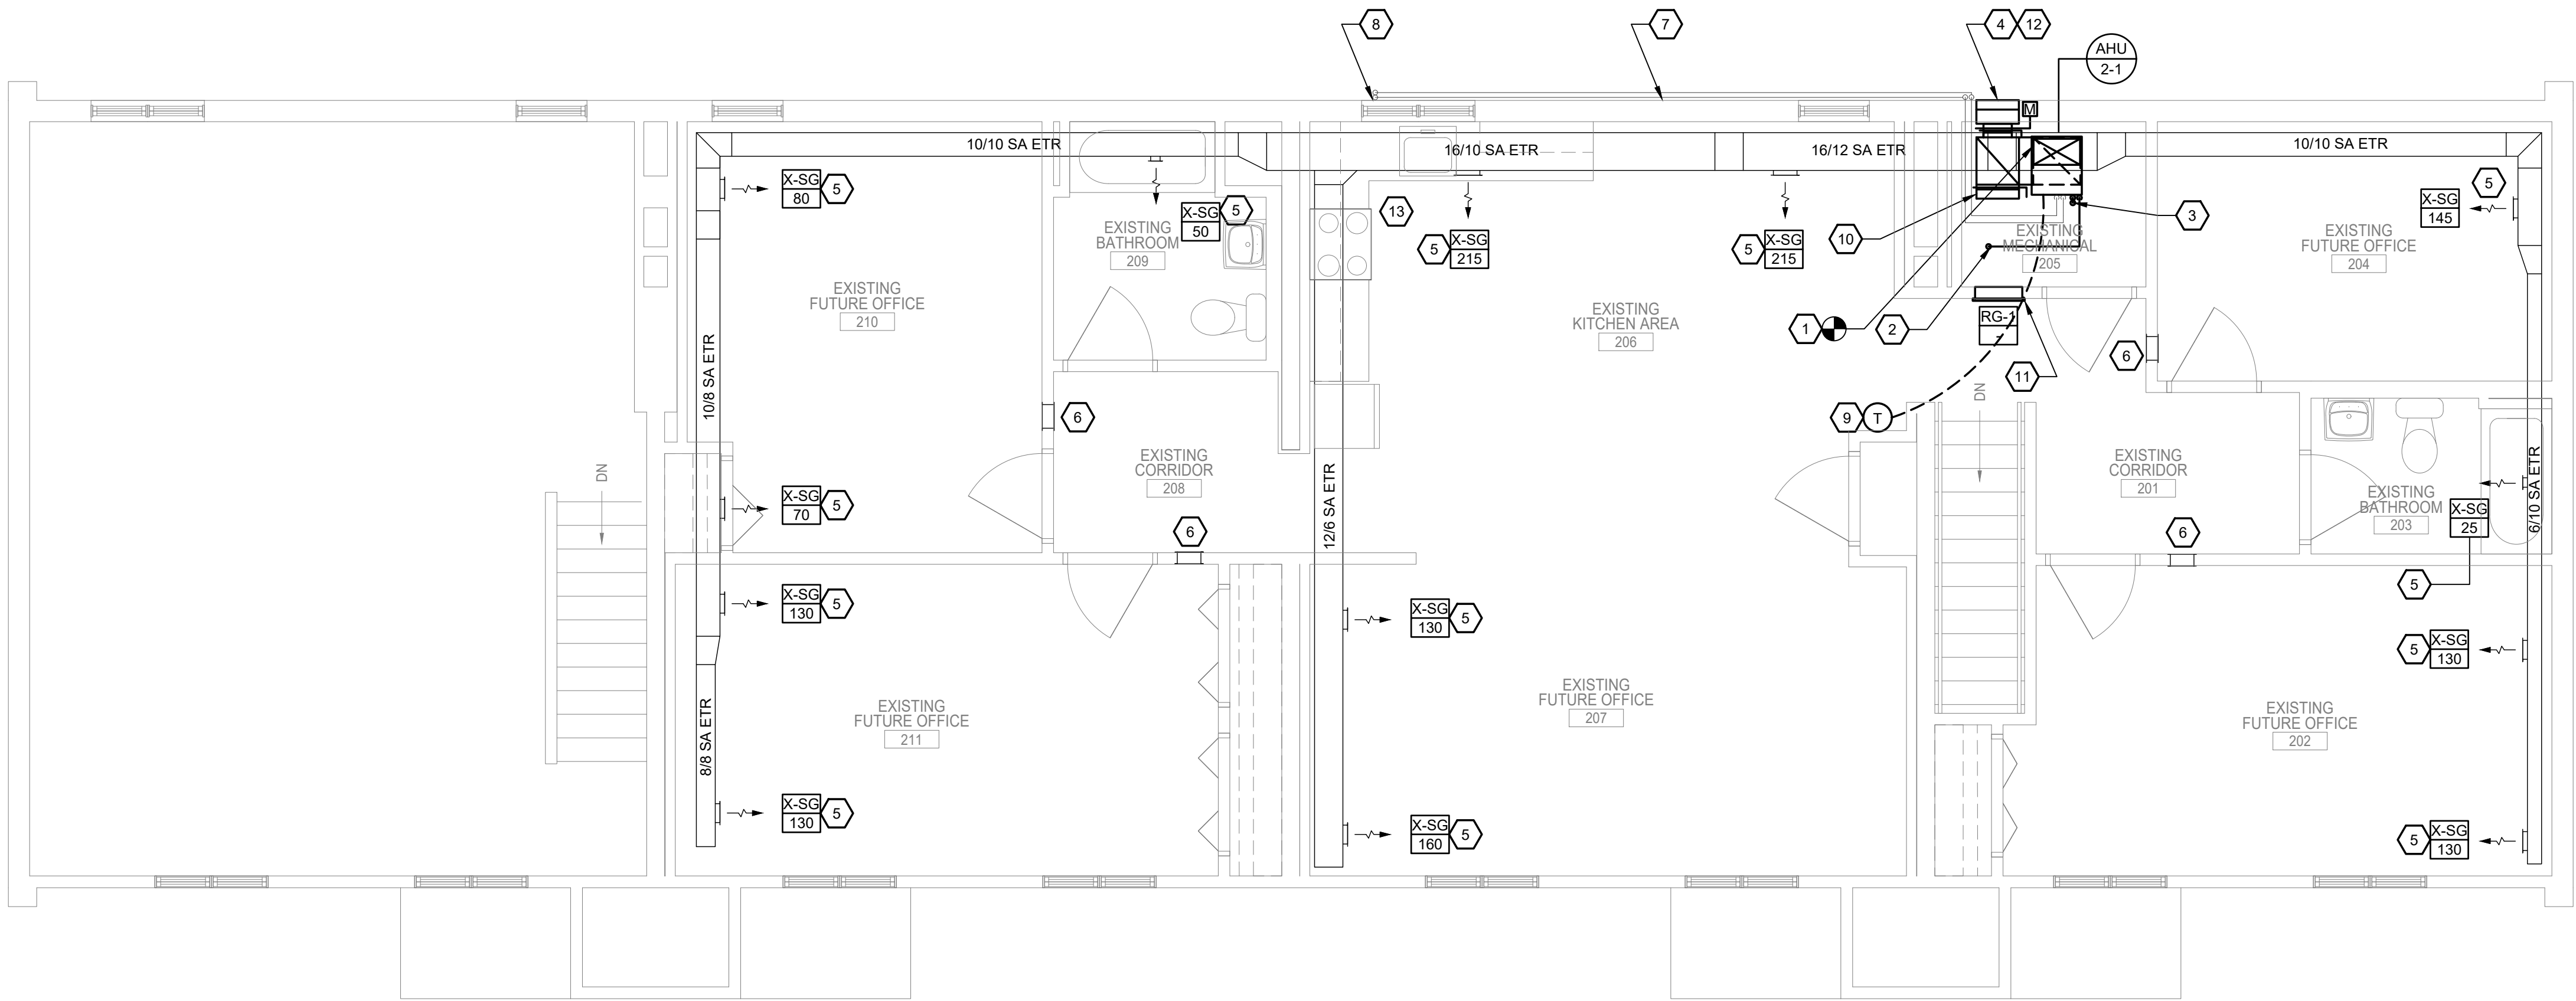 8
7
4
12
AHU
2-1
M
10/10 SA ETR
16/10 SA ETR
16/12 SA ETR
10/10 SA ETR
X-SG
80
5
X-SG
50
5
EXISTING
BATHROOM
209
13
5
X-SG
215
5
X-SG
215
10
3
EXISTING
MECHANICAL
205
5
X-SG
145
EXISTING
FUTURE OFFICE
204
EXISTING
FUTURE OFFICE
210
EXISTING
KITCHEN AREA
206
1
2
RG-1
-
6
11
10/8 SA ETR
6
9
T
DN
EXISTING
CORRIDOR
208
EXISTING
CORRIDOR
201
DN
X-SG
70
5
12/6 SA ETR
6
6
EXISTING
BATHROOM
203
X-SG
25
6/10 SA ETR
5
X-SG
130
5
X-SG
130
5
5
X-SG
130
EXISTING
FUTURE OFFICE
211
EXISTING
FUTURE OFFICE
207
EXISTING
FUTURE OFFICE
202
8/8 SA ETR
X-SG
130
5
X-SG
160
5
5
X-SG
130